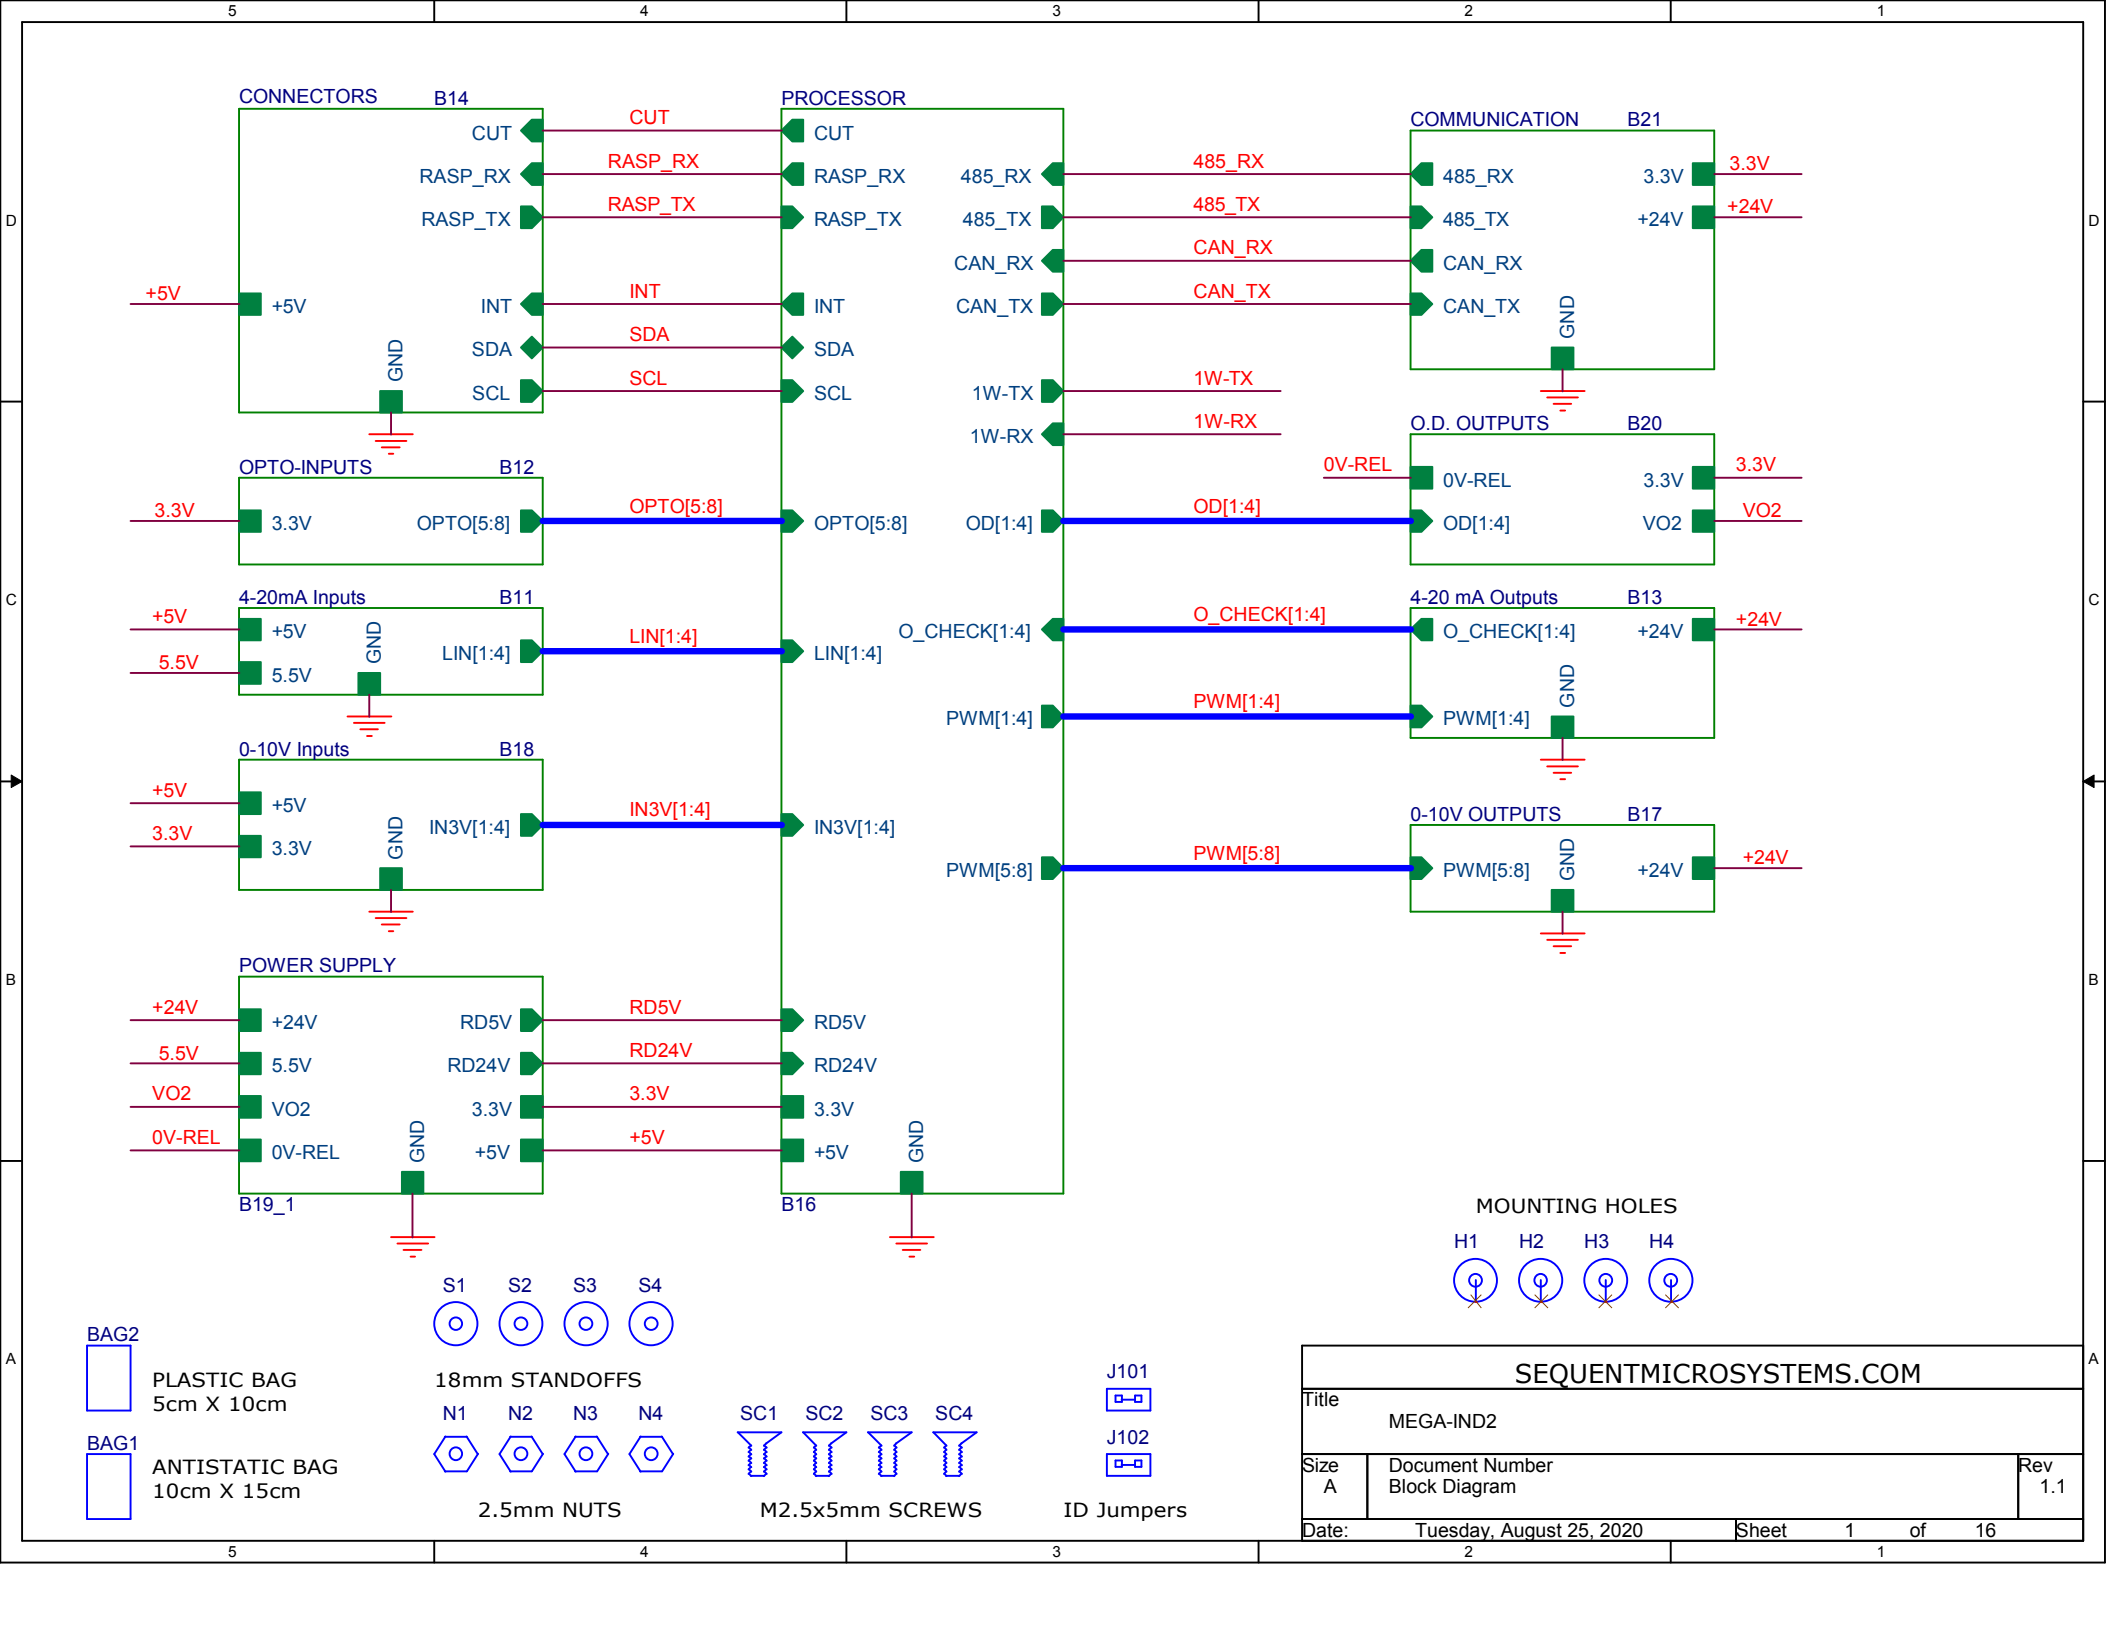 5 4 3 2 1
D
C
B
A
D
C
B
A
CONNECTORS B14
CUT
RASP_RX
RASP_TX
+5V
+5V
INT
SDA
SCL
GND
CUT
RASP_RX
RASP_TX
INT
SDA
SCL
OPTO-INPUTS B12
3.3V
3.3V
OPTO[5:8]
OPTO[5:8]
4-20mA Inputs B11
+5V
+5V
5.5V
5.5V
GND
LIN[1:4]
LIN[1:4]
0-10V Inputs B18
+5V
+5V
3.3V
3.3V
GND
IN3V[1:4]
IN3V[1:4]
POWER SUPPLY
+24V
+24V
5.5V
5.5V
VO2
VO2
0V-REL
0V-REL
RD5V
RD24V
3.3V
+5V
GND
B19_1
RD5V
RD24V
3.3V
+5V
PROCESSOR
CUT
RASP_RX
RASP_TX
INT
SDA
SCL
OPTO[5:8]
LIN[1:4]
IN3V[1:4]
RD5V
RD24V
3.3V
+5V
GND
B16
485_RX
485_TX
CAN_RX
CAN_TX
1W-TX
1W-RX
OD[1:4]
O_CHECK[1:4]
PWM[1:4]
PWM[5:8]
485_RX
485_TX
CAN_RX
CAN_TX
1W-TX
1W-RX
OD[1:4]
O_CHECK[1:4]
PWM[1:4]
PWM[5:8]
COMMUNICATION B21
485_RX
485_TX
CAN_RX
CAN_TX
3.3V
+24V
GND
3.3V
+24V
O.D. OUTPUTS B20
0V-REL
0V-REL
OD[1:4]
3.3V
VO2
3.3V
VO2
4-20 mA Outputs B13
O_CHECK[1:4]
PWM[1:4]
+24V
GND
+24V
0-10V OUTPUTS B17
PWM[5:8]
GND
+24V
+24V
MOUNTING HOLES
H1 H2 H3 H4
S1 S2 S3 S4
18mm STANDOFFS
BAG2
PLASTIC BAG
5cm X 10cm
BAG1
ANTISTATIC BAG
10cm X 15cm
N1 N2 N3 N4
2.5mm NUTS
SC1 SC2 SC3 SC4
M2.5x5mm SCREWS
J101
J102
ID Jumpers
SEQUENTMICROSYSTEMS.COM
Title
MEGA-IND2
Size
A
Document Number
Block Diagram
Rev
1.1
Date: Tuesday, August 25, 2020 Sheet 1 of 16
5 4 3 2 1